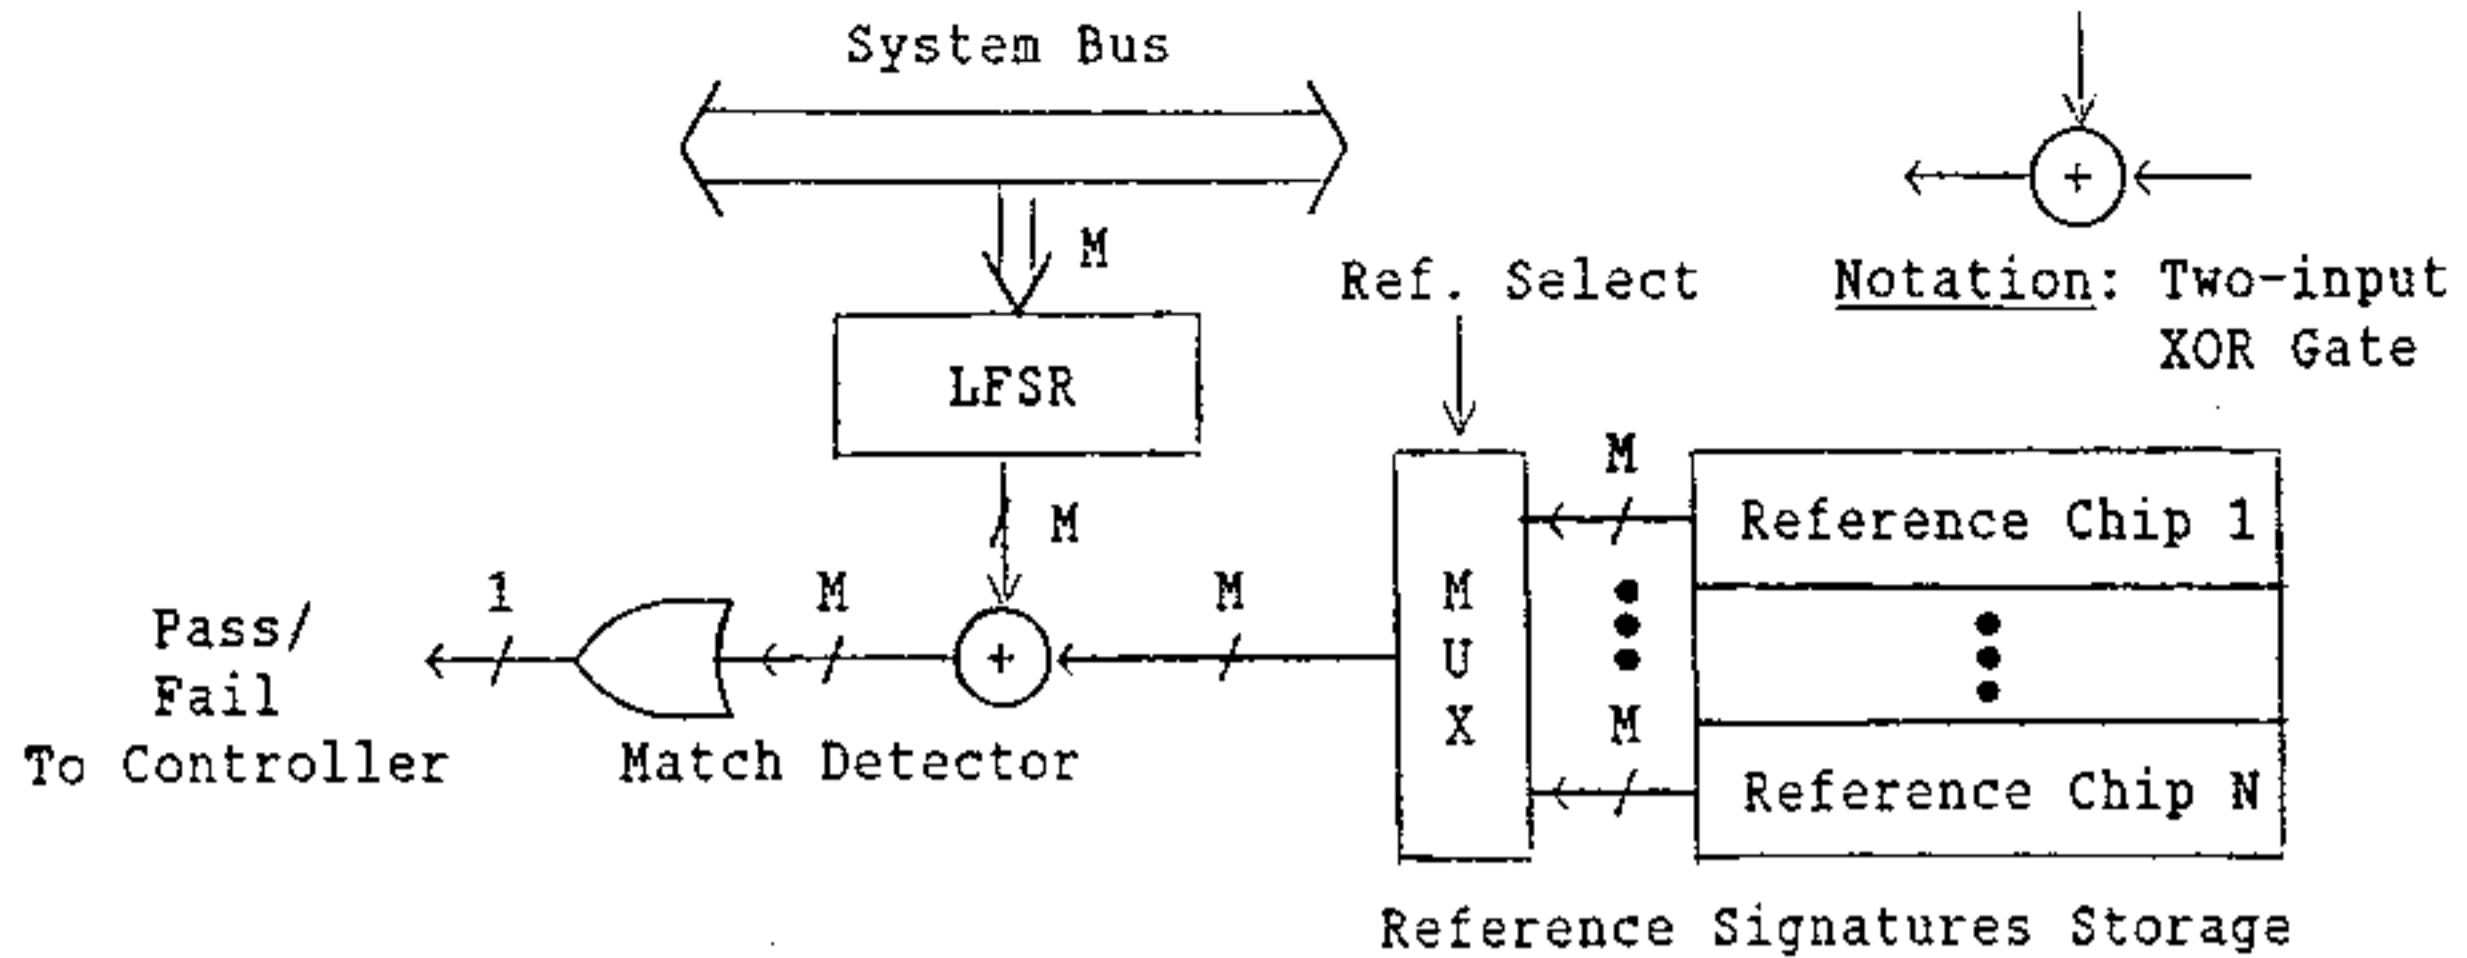 System Bus
M
Ref. Select
Notation: Two-input
XOR Gate
+
LFSR
M
M
Reference Chip 1
1
M
M
M
U
X
+
Pass/
Fail
To Controller
Match Detector
M
Reference Chip N
Reference Signatures Storage